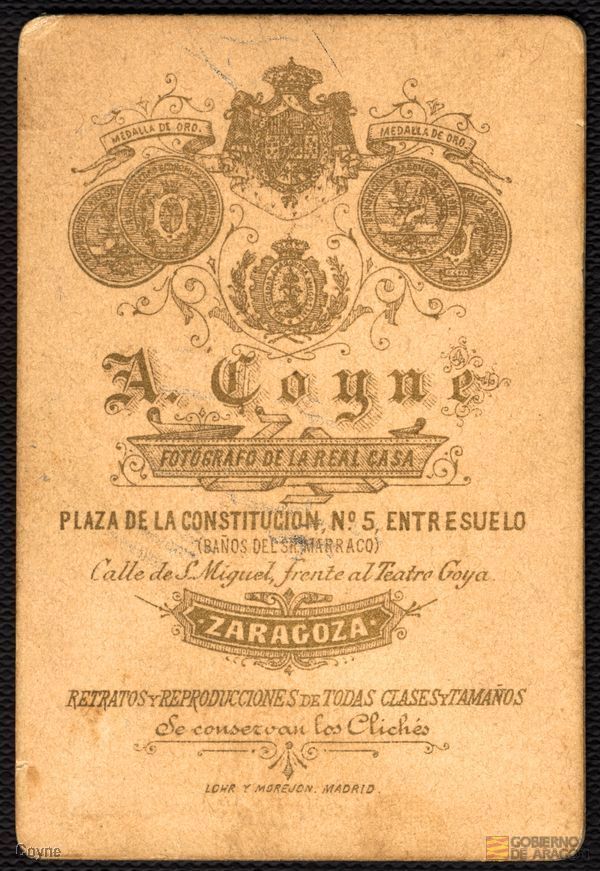 MEDALLA DE ORO.
MEDALLA DE ORO.
A. Coyne
FOTÓGRAFO DE LA REAL CASA
PLAZA DE LA CONSTITUCION, Nº 5, ENTRESUELO
(BAÑOS DEL SR. MARRACO)
Calle de S. Miguel, frente al Teatro Goya.
ZARAGOZA
RETRATOS Y REPRODUCCIONES DE TODAS CLASES Y TAMAÑOS
Se conservan los Clichés
LOHR Y MOREJON. MADRID.
Coyne
GOBIERNO
DE ARAGON